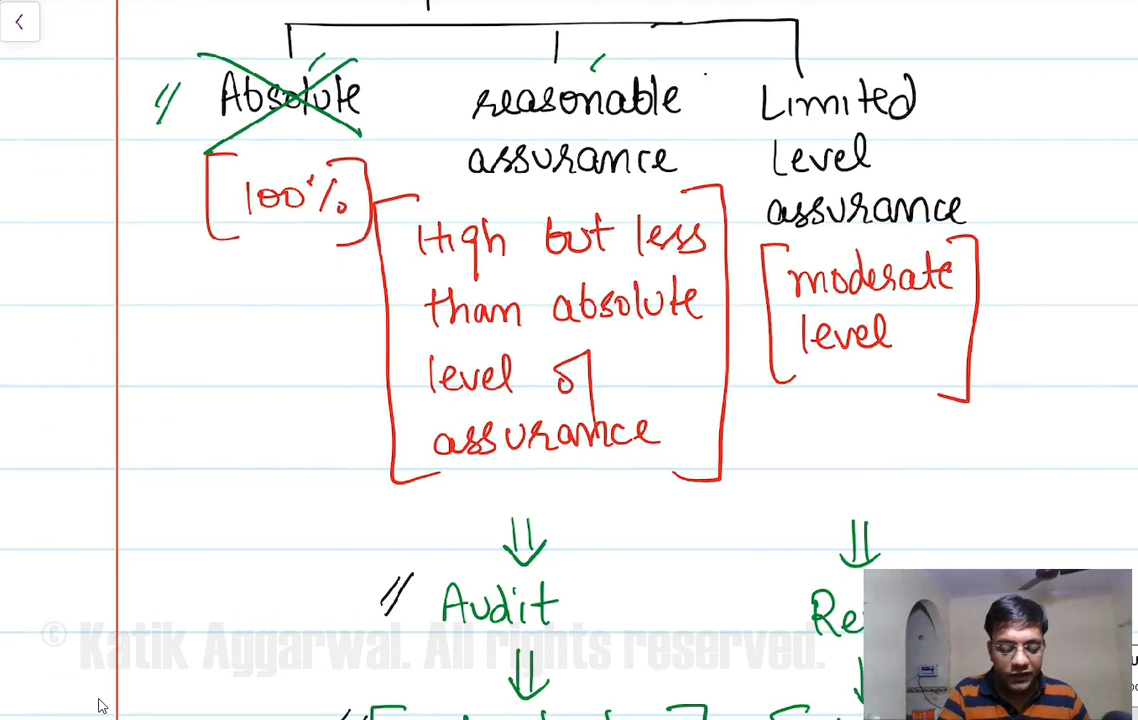 Absolute
reasonable
assurance
Limited
Level
assurance
[100%]
High but less
than absolute
level of
assurance
moderate
level
Audit
Re
© Katik Aggarwal. All rights reserved.